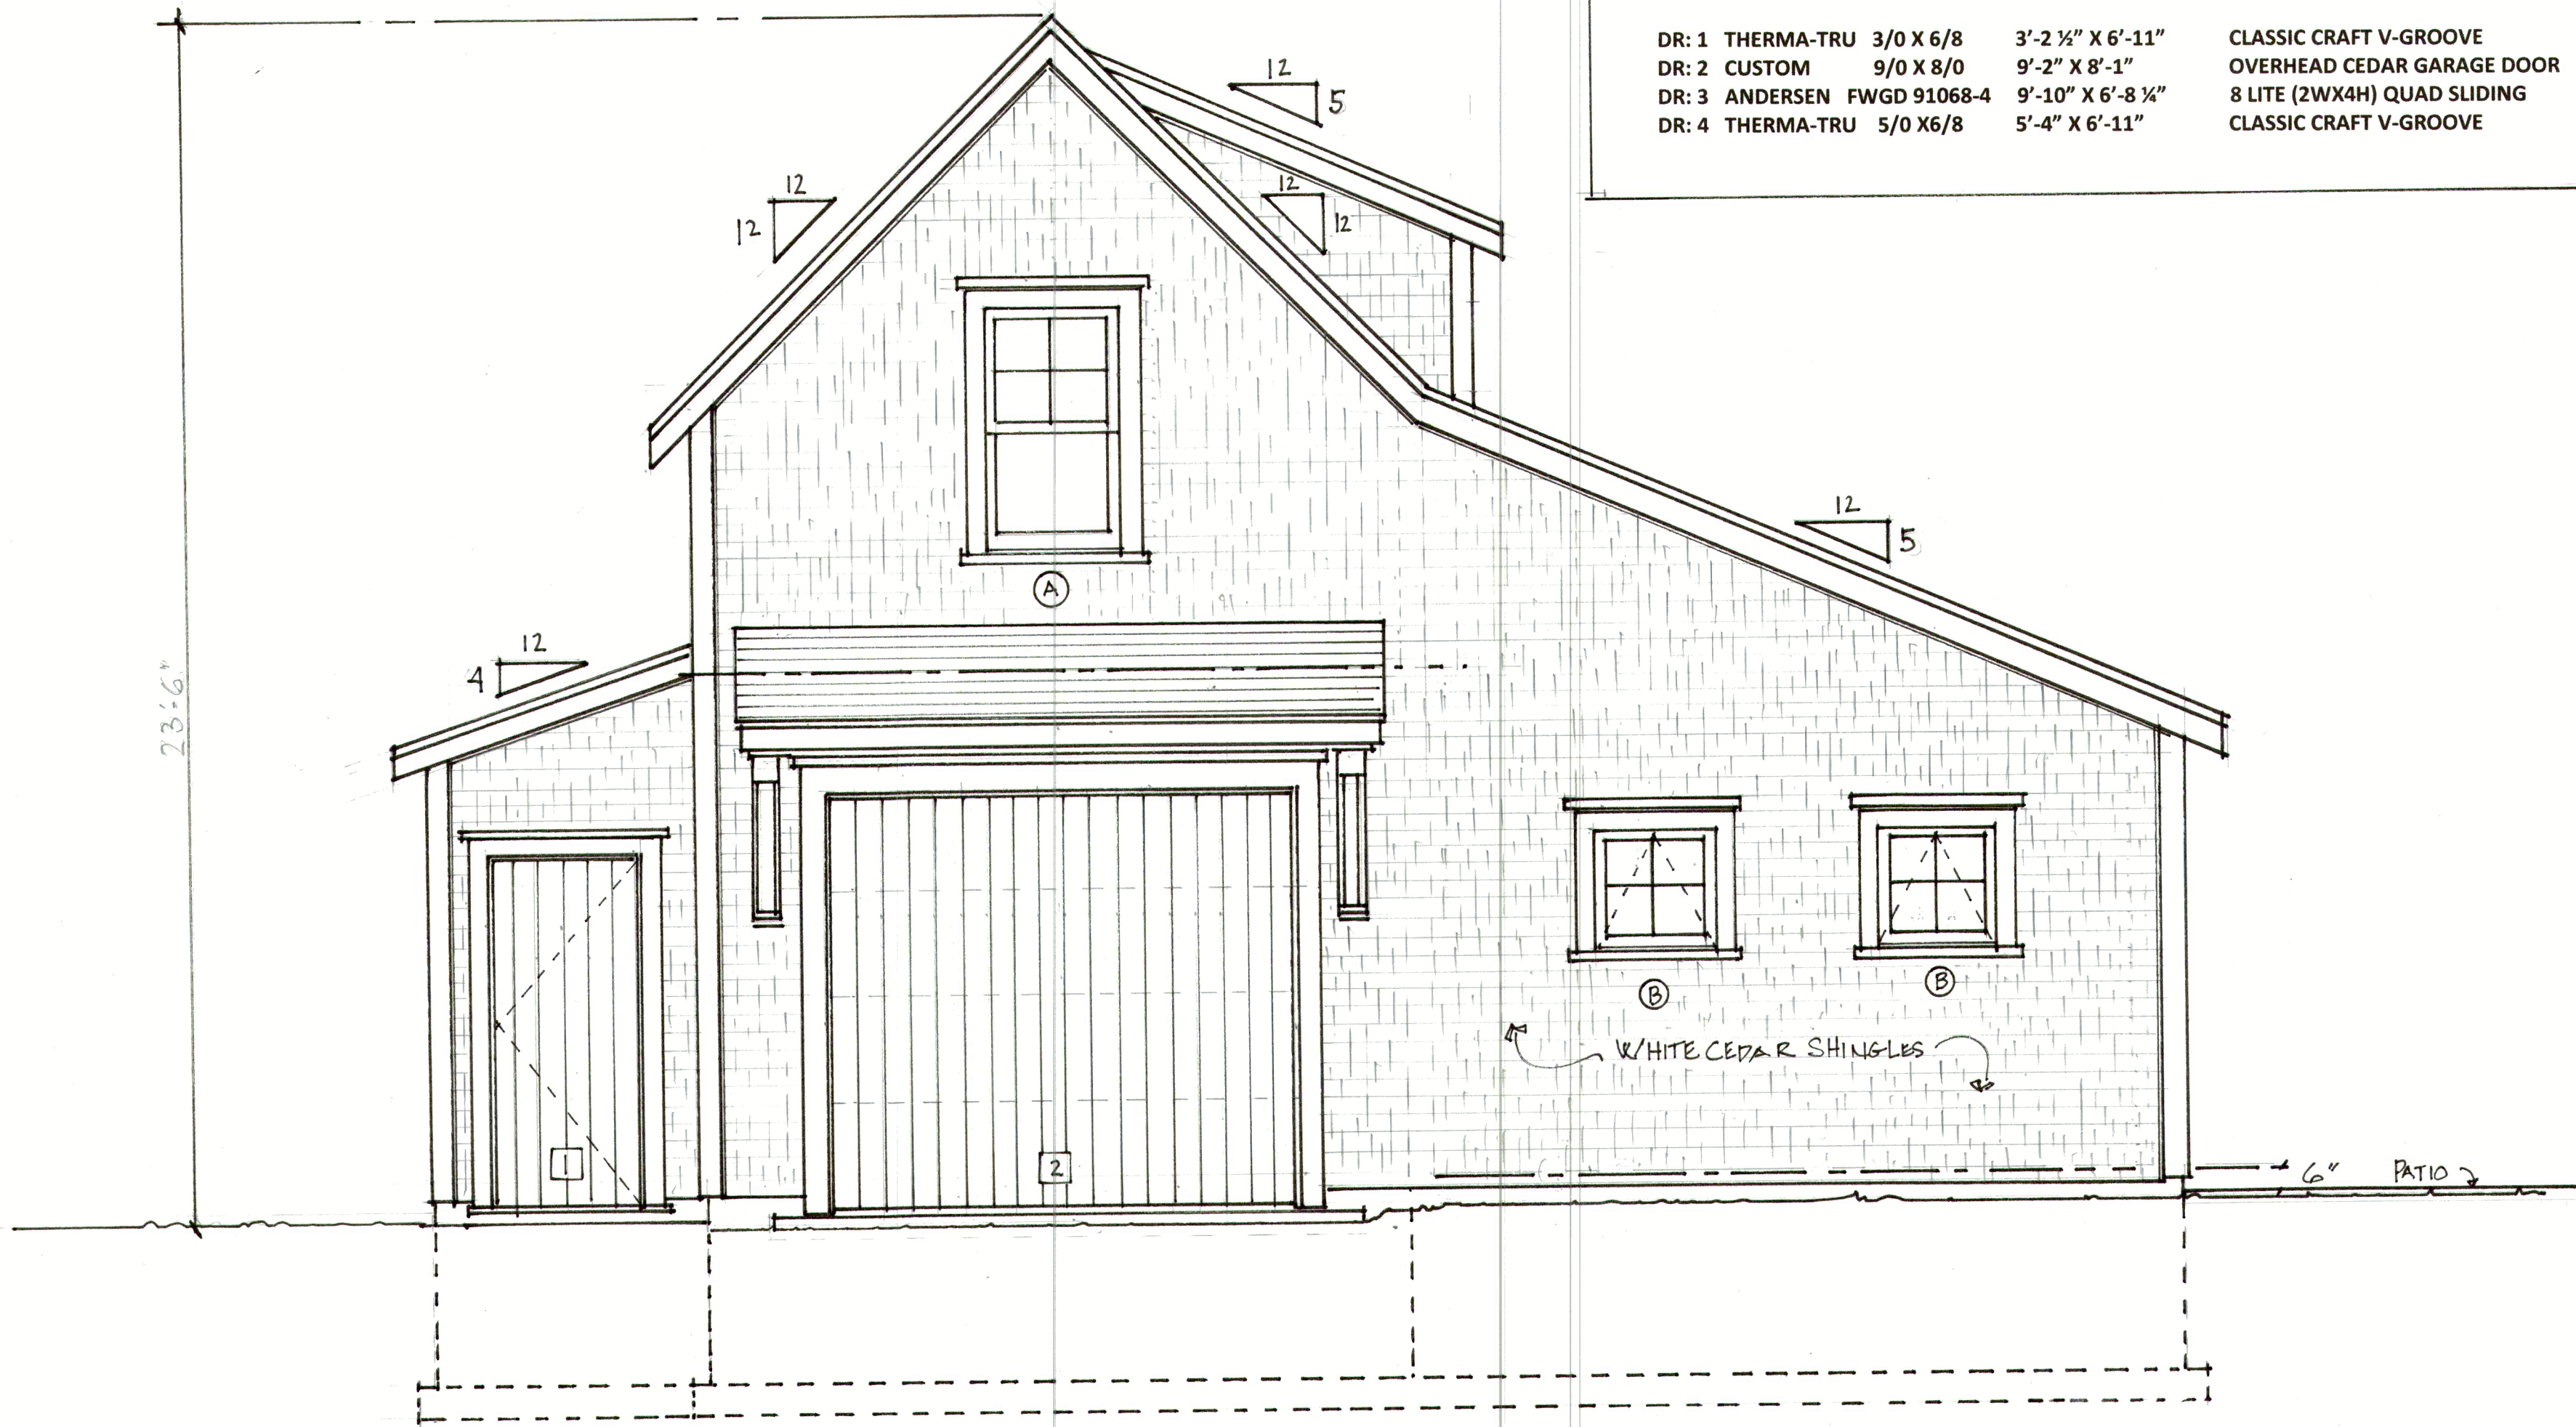 DR: 1 THERMA-TRU 3/0 X 6/8 3'-2 ½" X 6'-11" CLASSIC CRAFT V-GROOVE
DR: 2 CUSTOM 9/0 X 8/0 9'-2" X 8'-1" OVERHEAD CEDAR GARAGE DOOR
DR: 3 ANDERSEN FWGD 91068-4 9'-10" X 6'-8 ¼" 8 LITE (2WX4H) QUAD SLIDING
DR: 4 THERMA-TRU 5/0 X6/8 5'-4" X 6'-11" CLASSIC CRAFT V-GROOVE
12
5
12
12
12
12
A
12
5
12
4
23'-6"
B
B
WHITE CEDAR SHINGLES
1
2
6"
PATIO